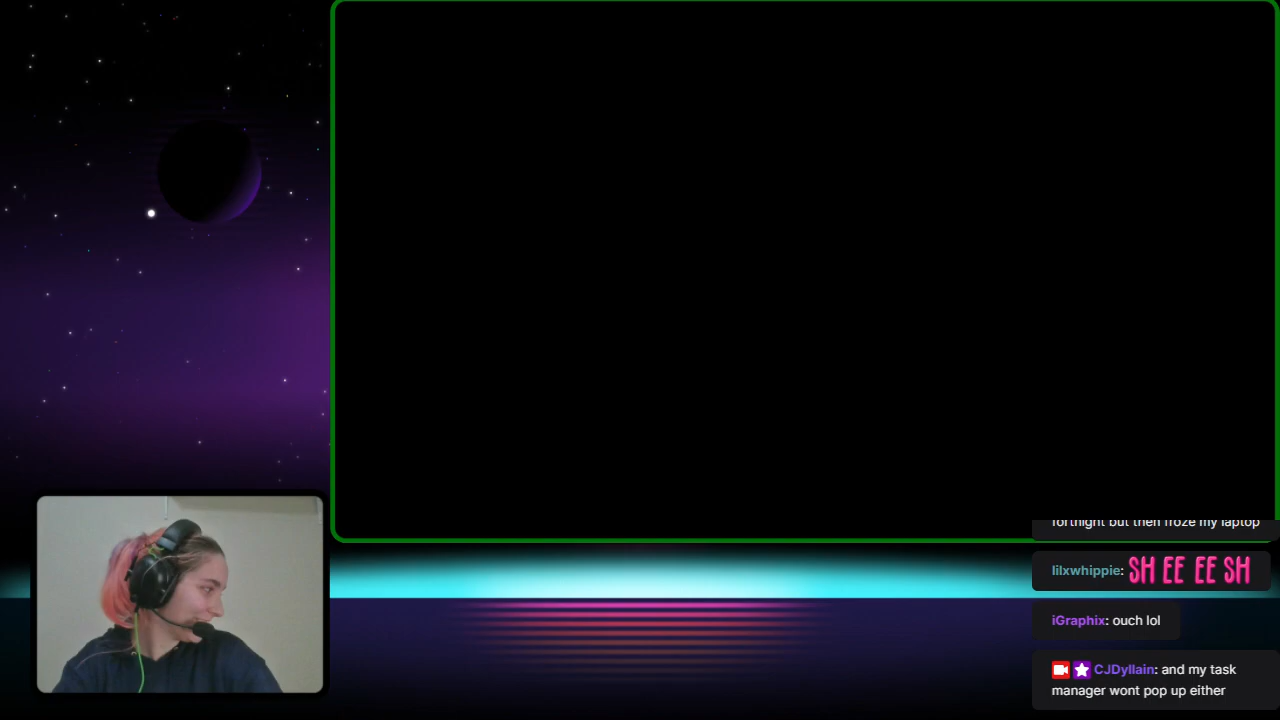 fortnight but then froze my laptop
lilxwhippie: SH EE EE SH
iGraphix: ouch lol
CJDyllain: and my task
manager wont pop up either